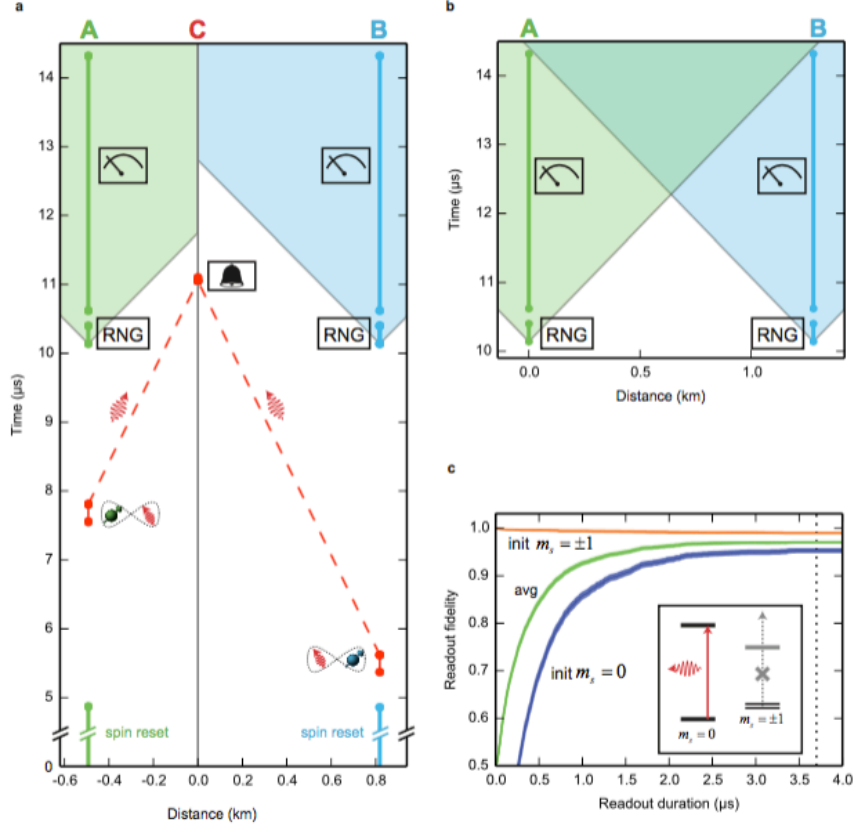 a
A C B
14
13
12
11
10
9
8
7
6
5
0
Time (µs)
RNG
RNG
spin reset
spin reset
-0.6 -0.4 -0.2 0.0 0.2 0.4 0.6 0.8
Distance (km)
b
A B
14
13
12
11
10
Time (µs)
RNG
RNG
0.0 0.5 1.0
Distance (km)
c
1.0
0.9
0.8
0.7
0.6
0.5
Readout fidelity
init m_s = ±1
avg
init m_s = 0
m_s = 0
m_s = ±1
0.0 0.5 1.0 1.5 2.0 2.5 3.0 3.5 4.0
Readout duration (µs)